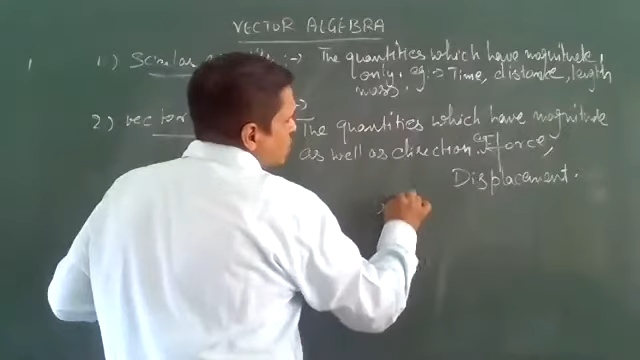 VECTOR ALGEBRA
1) Scalar :→ The quantities which have magnitude
only. eg:→ Time, distance, length
mass.
2) vector →
The quantities which have magnitude
as well as direction. eg Force,
Displacement.